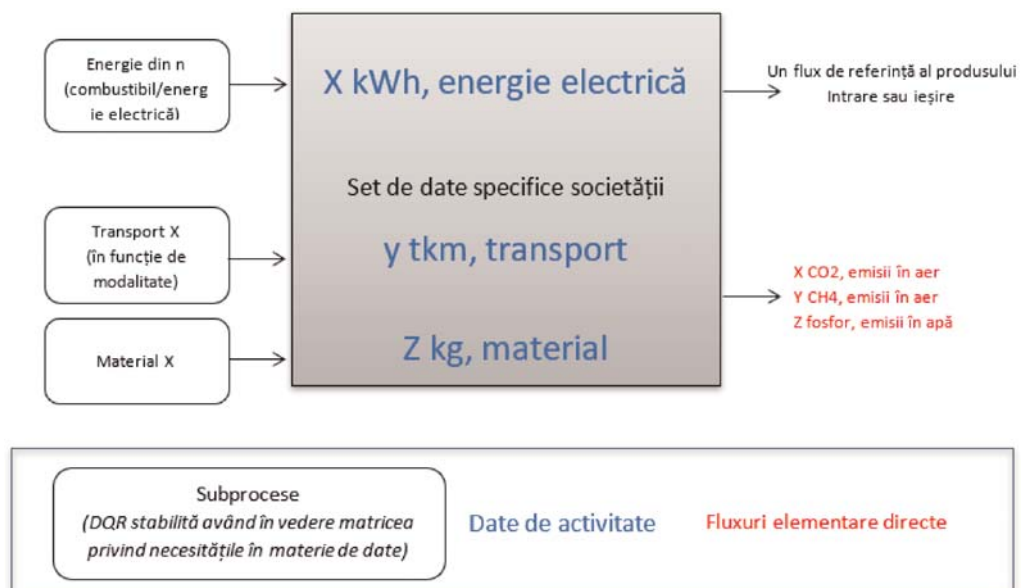 Energie din n
(combustibil/energ
ie electrică)
X kWh, energie electrică
Un flux de referință al produsului
Intrare sau ieșire
Set de date specifice societății
Transport X
(în funcție de
modalitate)
y tkm, transport
X CO2, emisii în aer
Y CH4, emisii în aer
Z fosfor, emisii în apă
Material X
Z kg, material
Subprocese
(DQR stabilită având în vedere matricea
privind necesitățile în materie de date)
Date de activitate
Fluxuri elementare directe